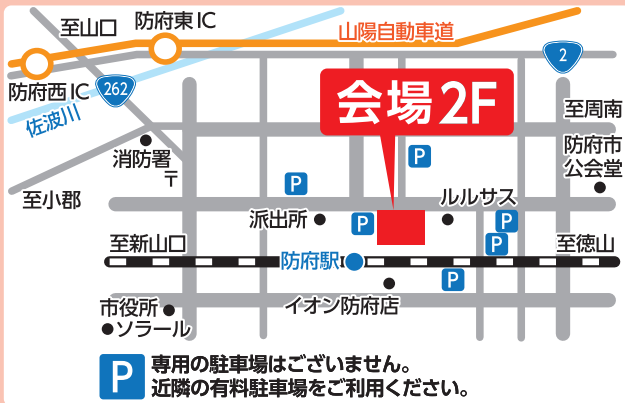 至山口
防府東IC
山陽自動車道
2
防府西IC
262
佐波川
会場2F
至周南
防府市
公会堂
消防署
〒
P
P
至小郡
ルルサス
派出所
P
P
至新山口
P
至徳山
防府駅
P
市役所
イオン防府店
ソラール
P 専用の駐車場はございません。
近隣の有料駐車場をご利用ください。